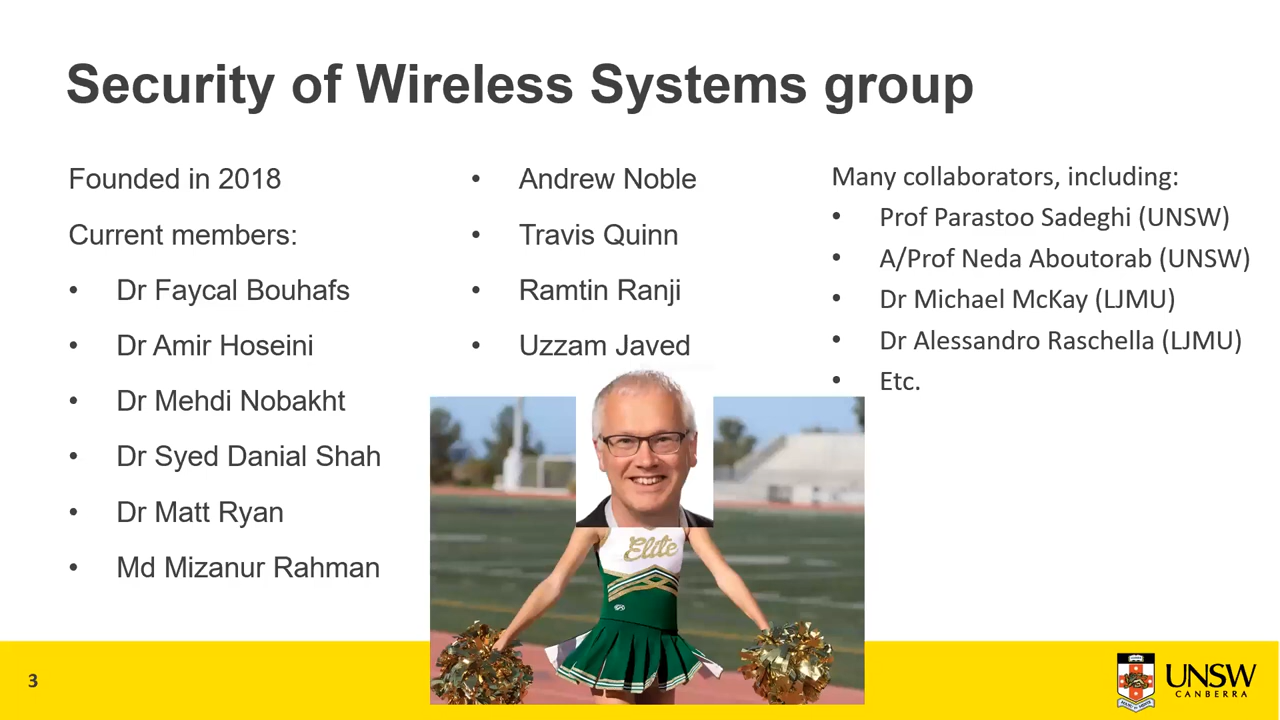 Security of Wireless Systems group
Founded in 2018
Current members:
• Dr Faycal Bouhafs
• Dr Amir Hoseini
• Dr Mehdi Nobakht
• Dr Syed Danial Shah
• Dr Matt Ryan
• Md Mizanur Rahman
• Andrew Noble
• Travis Quinn
• Ramtin Ranji
• Uzzam Javed
Many collaborators, including:
• Prof Parastoo Sadeghi (UNSW)
• A/Prof Neda Aboutorab (UNSW)
• Dr Michael McKay (LJMU)
• Dr Alessandro Raschella (LJMU)
• Etc.
Elite
3
UNSW
CANBERRA